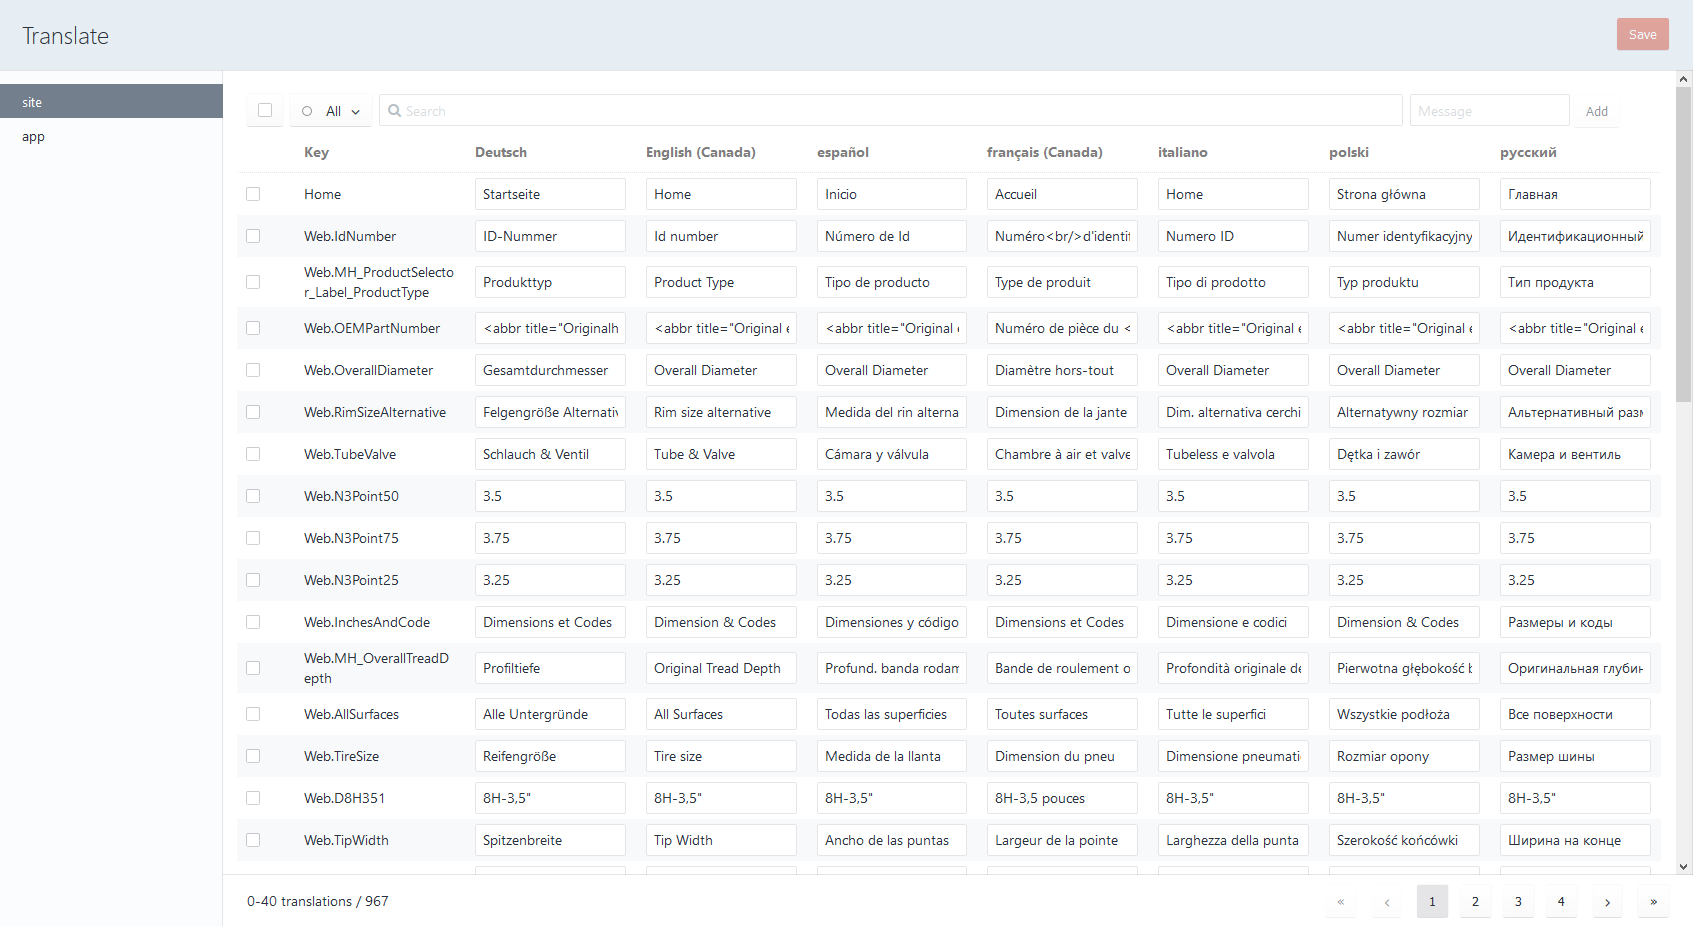 Translate
Save
site
app
All
Search
Message
Add
Key Deutsch English (Canada) español français (Canada) italiano polski русский
Home Startseite Home Inicio Accueil Home Strona główna Главная
Web.IdNumber ID-Nummer Id number Número de Id Numéro<br/>d'identif Numero ID Numer identyfikacyjny Идентификационный
Web.MH_ProductSelecto
r_Label_ProductType Produkttyp Product Type Tipo de producto Type de produit Tipo di prodotto Typ produktu Тип продукта
Web.OEMPartNumber <abbr title="Originalh <abbr title="Original e <abbr title="Original e Numéro de pièce du < <abbr title="Original e <abbr title="Original e <abbr title="Original e
Web.OverallDiameter Gesamtdurchmesser Overall Diameter Overall Diameter Diamètre hors-tout Overall Diameter Overall Diameter Overall Diameter
Web.RimSizeAlternative Felgengröße Alternativ Rim size alternative Medida del rin alterna Dimension de la jante Dim. alternativa cerchi Alternatywny rozmiar Альтернативный разм
Web.TubeValve Schlauch & Ventil Tube & Valve Cámara y válvula Chambre à air et valve Tubeless e valvola Dętka i zawór Камера и вентиль
Web.N3Point50 3.5 3.5 3.5 3.5 3.5 3.5 3.5
Web.N3Point75 3.75 3.75 3.75 3.75 3.75 3.75 3.75
Web.N3Point25 3.25 3.25 3.25 3.25 3.25 3.25 3.25
Web.InchesAndCode Dimensions et Codes Dimension & Codes Dimensiones y código Dimensions et Codes Dimensione e codici Dimension & Codes Размеры и коды
Web.MH_OverallTreadD
epth Profiltiefe Original Tread Depth Profund. banda rodam Bande de roulement o Profondità originale de Pierwotna głębokość b Оригинальная глубин
Web.AllSurfaces Alle Untergründe All Surfaces Todas las superficies Toutes surfaces Tutte le superfici Wszystkie podłoża Все поверхности
Web.TireSize Reifengröße Tire size Medida de la llanta Dimension du pneu Dimensione pneumati Rozmiar opony Размер шины
Web.D8H351 8H-3,5" 8H-3,5" 8H-3,5" 8H-3,5 pouces 8H-3,5" 8H-3,5" 8H-3,5"
Web.TipWidth Spitzenbreite Tip Width Ancho de las puntas Largeur de la pointe Larghezza della punta Szerokość końcówki Ширина на конце
0-40 translations / 967
« ‹ 1 2 3 4 › »